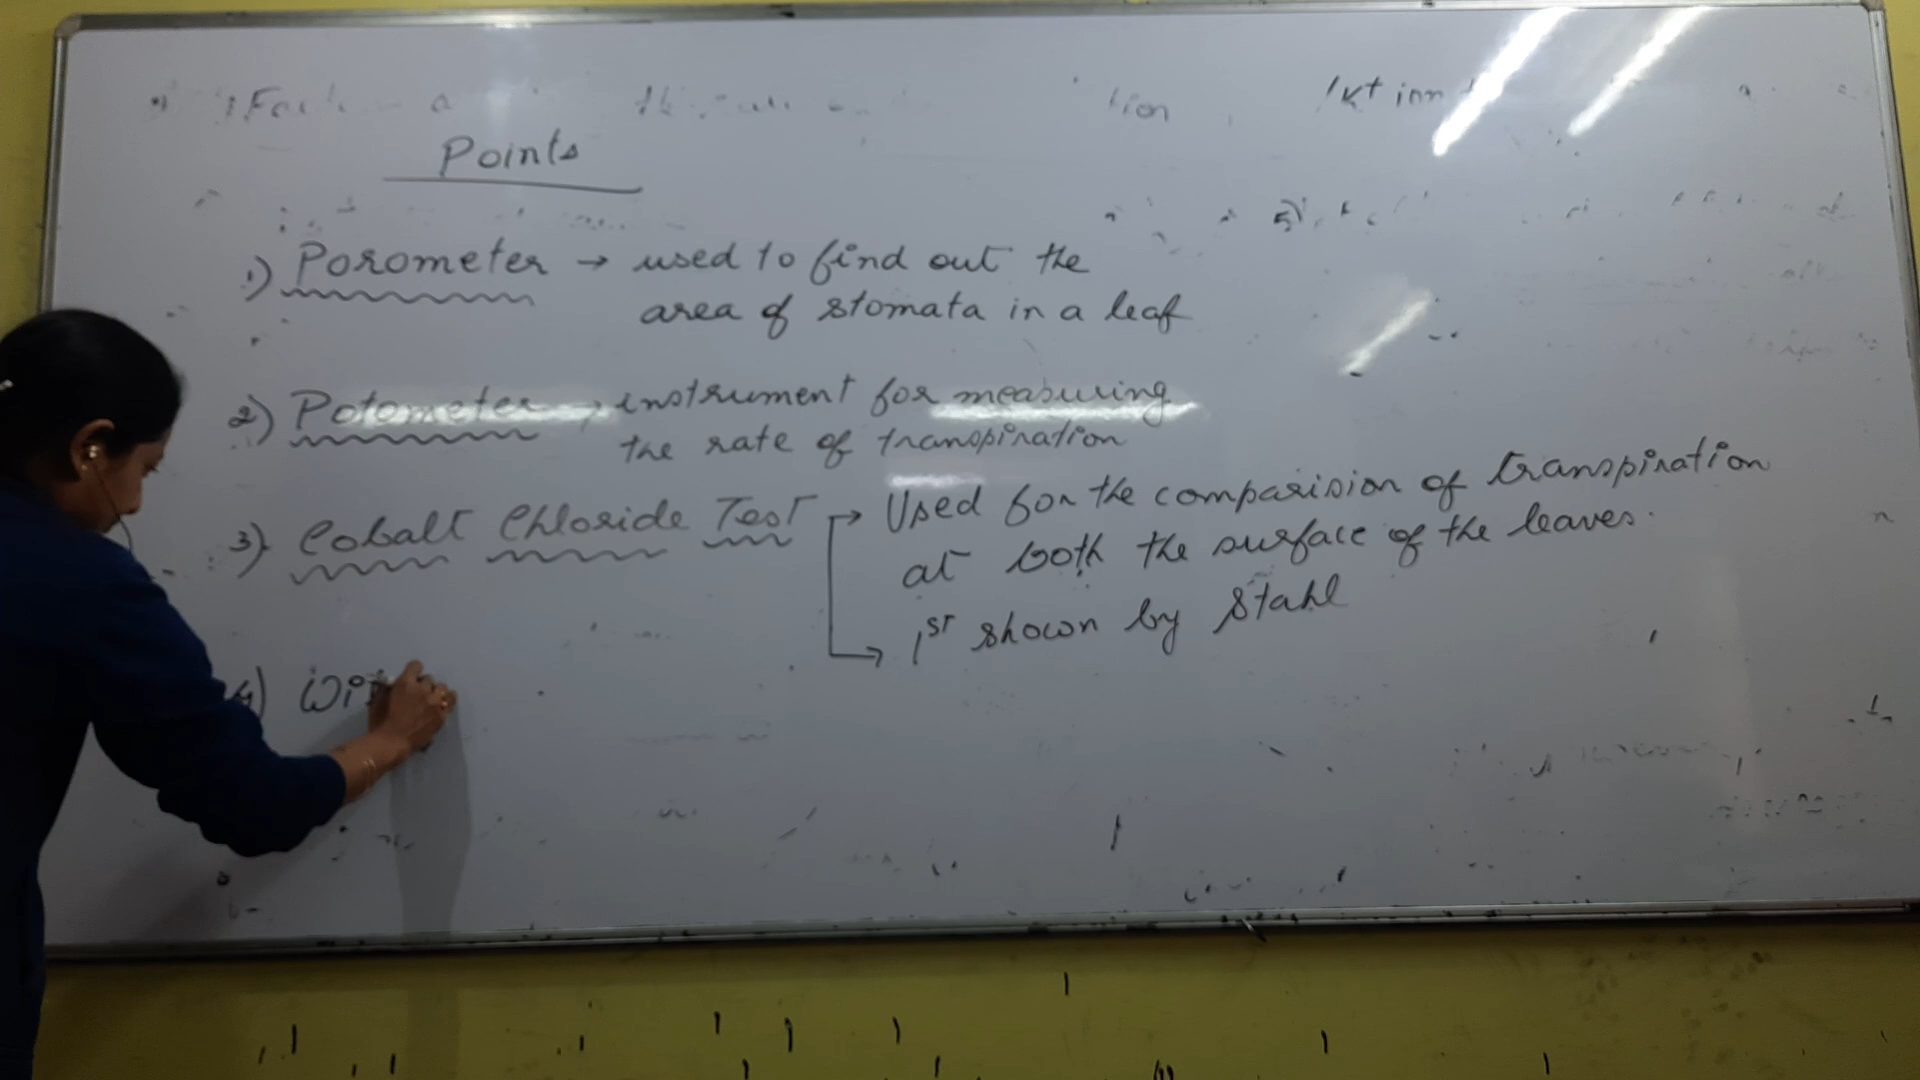 Points
1) Porometer → used to find out the
area of stomata in a leaf
2) Potometer → instrument for measuring
the rate of transpiration
3) Cobalt Chloride Test → Used for the comparision of transpiration
at both the surface of the leaves.
→ 1st shown by Stahl
4)